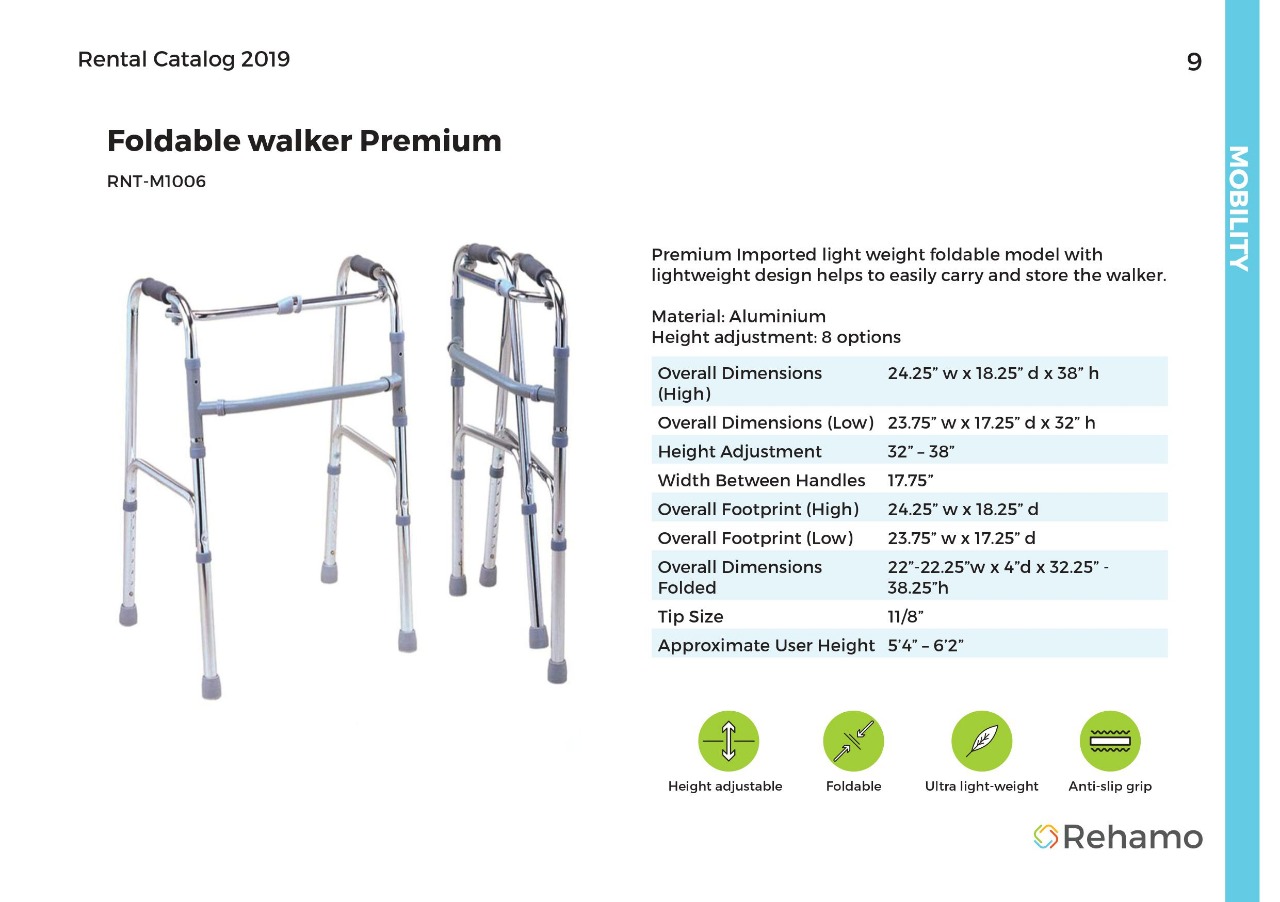 Rental Catalog 2019
9
MOBILITY
Foldable walker Premium
RNT-M1006
Premium Imported light weight foldable model with
lightweight design helps to easily carry and store the walker.
Material: Aluminium
Height adjustment: 8 options
Overall Dimensions 24.25” w x 18.25” d x 38” h
(High)
Overall Dimensions (Low) 23.75” w x 17.25” d x 32” h
Height Adjustment 32” – 38”
Width Between Handles 17.75”
Overall Footprint (High) 24.25” w x 18.25” d
Overall Footprint (Low) 23.75” w x 17.25” d
Overall Dimensions 22”-22.25”w x 4”d x 32.25” -
Folded 38.25”h
Tip Size 11/8”
Approximate User Height 5’4” – 6’2”
Height adjustable
Foldable
Ultra light-weight
Anti-slip grip
Rehamo